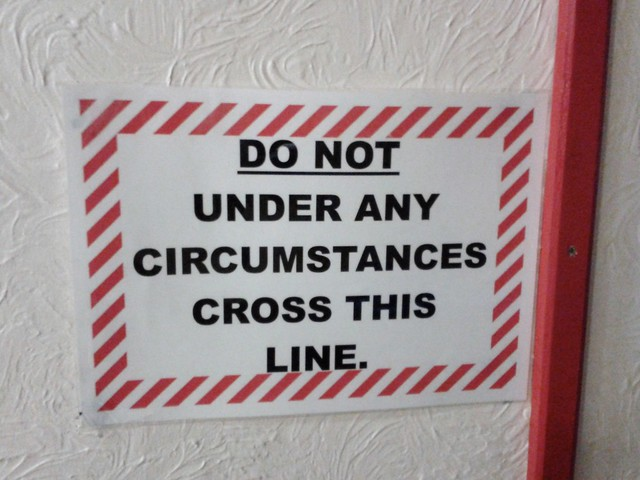 DO NOT
UNDER ANY
CIRCUMSTANCES
CROSS THIS
LINE.